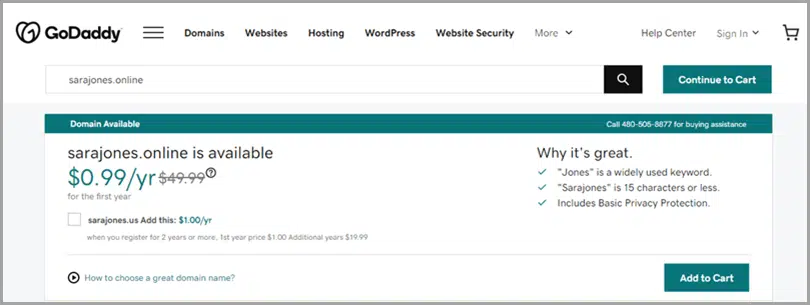 GoDaddy Domains Websites Hosting WordPress Website Security More Help Center Sign In
sarajones.online Continue to Cart
Domain Available Call 480-505-8877 for buying assistance
sarajones.online is available
$0.99/yr $49.99
for the first year
sarajones.us Add this: $1.00/yr
when you register for 2 years or more, 1st year price $1.00 Additional years $19.99
Why it's great.
"Jones" is a widely used keyword.
"Sarajones" is 15 characters or less.
Includes Basic Privacy Protection.
How to choose a great domain name? Add to Cart